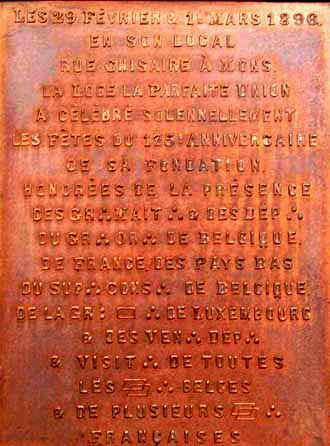 LES 29 FÉVRIER & 1R MARS 1896.
EN SON LOCAL
RUE CHISAIRE À MONS,
LA LOGE LA PARFAITE UNION
A CÉLÉBRÉ SOLENNELLEMENT
LES FÊTES DU 175E ANNIVERSAIRE
DE SA FONDATION,
HONORÉES DE LA PRÉSENCE
DES GR∴ MAIT∴ & DES DÉP∴
DU GR∴ OR∴ DE BELGIQUE,
DE FRANCE, DES PAYS BAS
DU SUP∴ CONS∴ DE BELGIQUE,
DE LA GR: ▭ ∴ DE LUXEMBOURG
& DES VEN∴ DÉP∴
& VISIT∴ DE TOUTES
LES ∴ BELGES
& DE PLUSIEURS ∴
FRANÇAISES